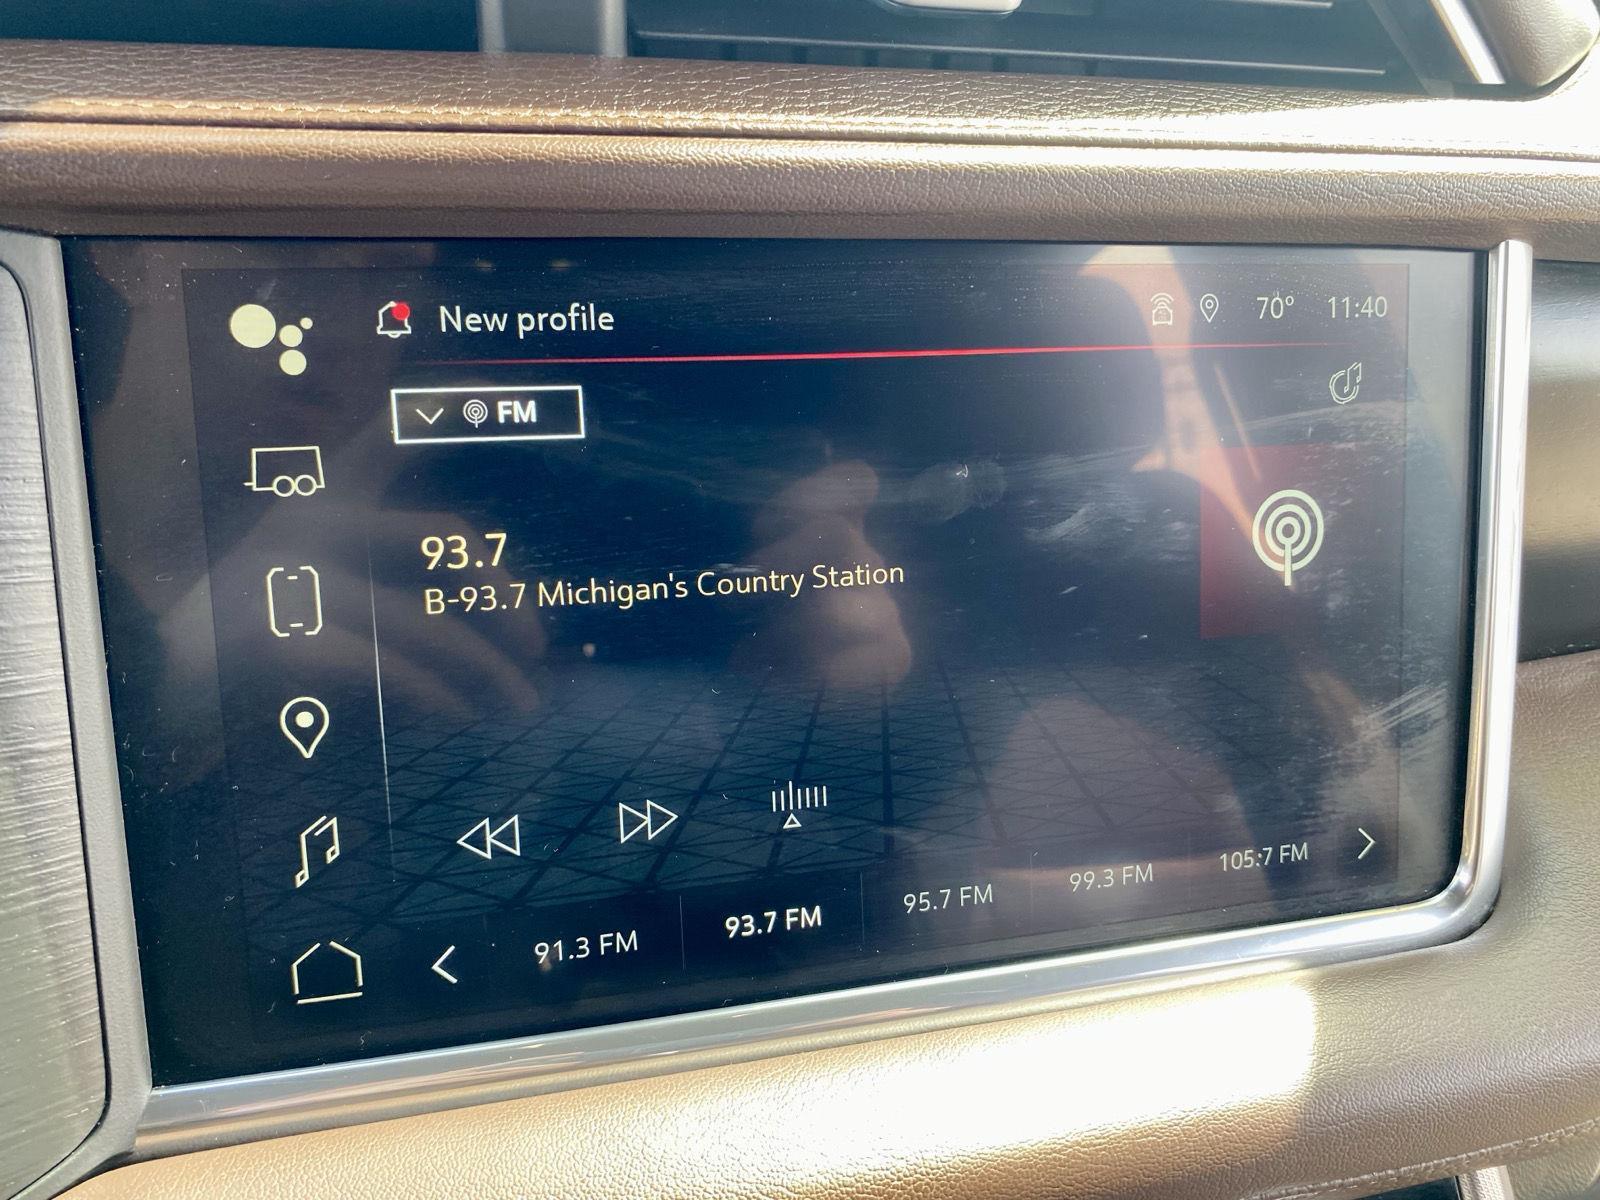 New profile
70° 11:40
FM
93.7
B-93.7 Michigan's Country Station
91.3 FM
93.7 FM
95.7 FM
99.3 FM
105.7 FM